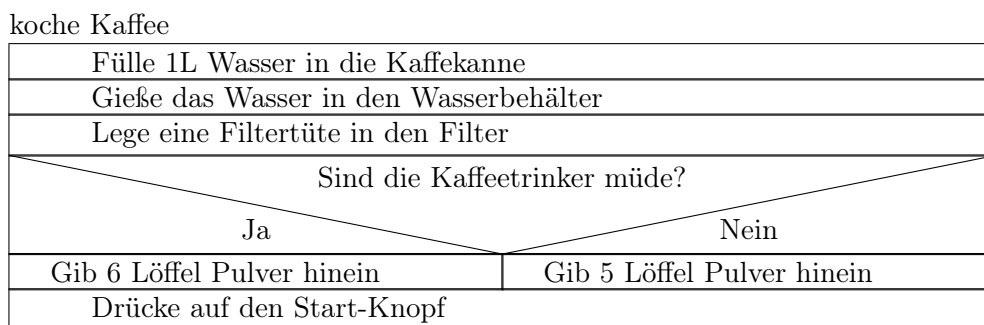 koche Kaffee
Fülle 1L Wasser in die Kaffekanne
Gieße das Wasser in den Wasserbehälter
Lege eine Filtertüte in den Filter
Sind die Kaffeetrinker müde?
Ja Nein
Gib 6 Löffel Pulver hinein Gib 5 Löffel Pulver hinein
Drücke auf den Start-Knopf